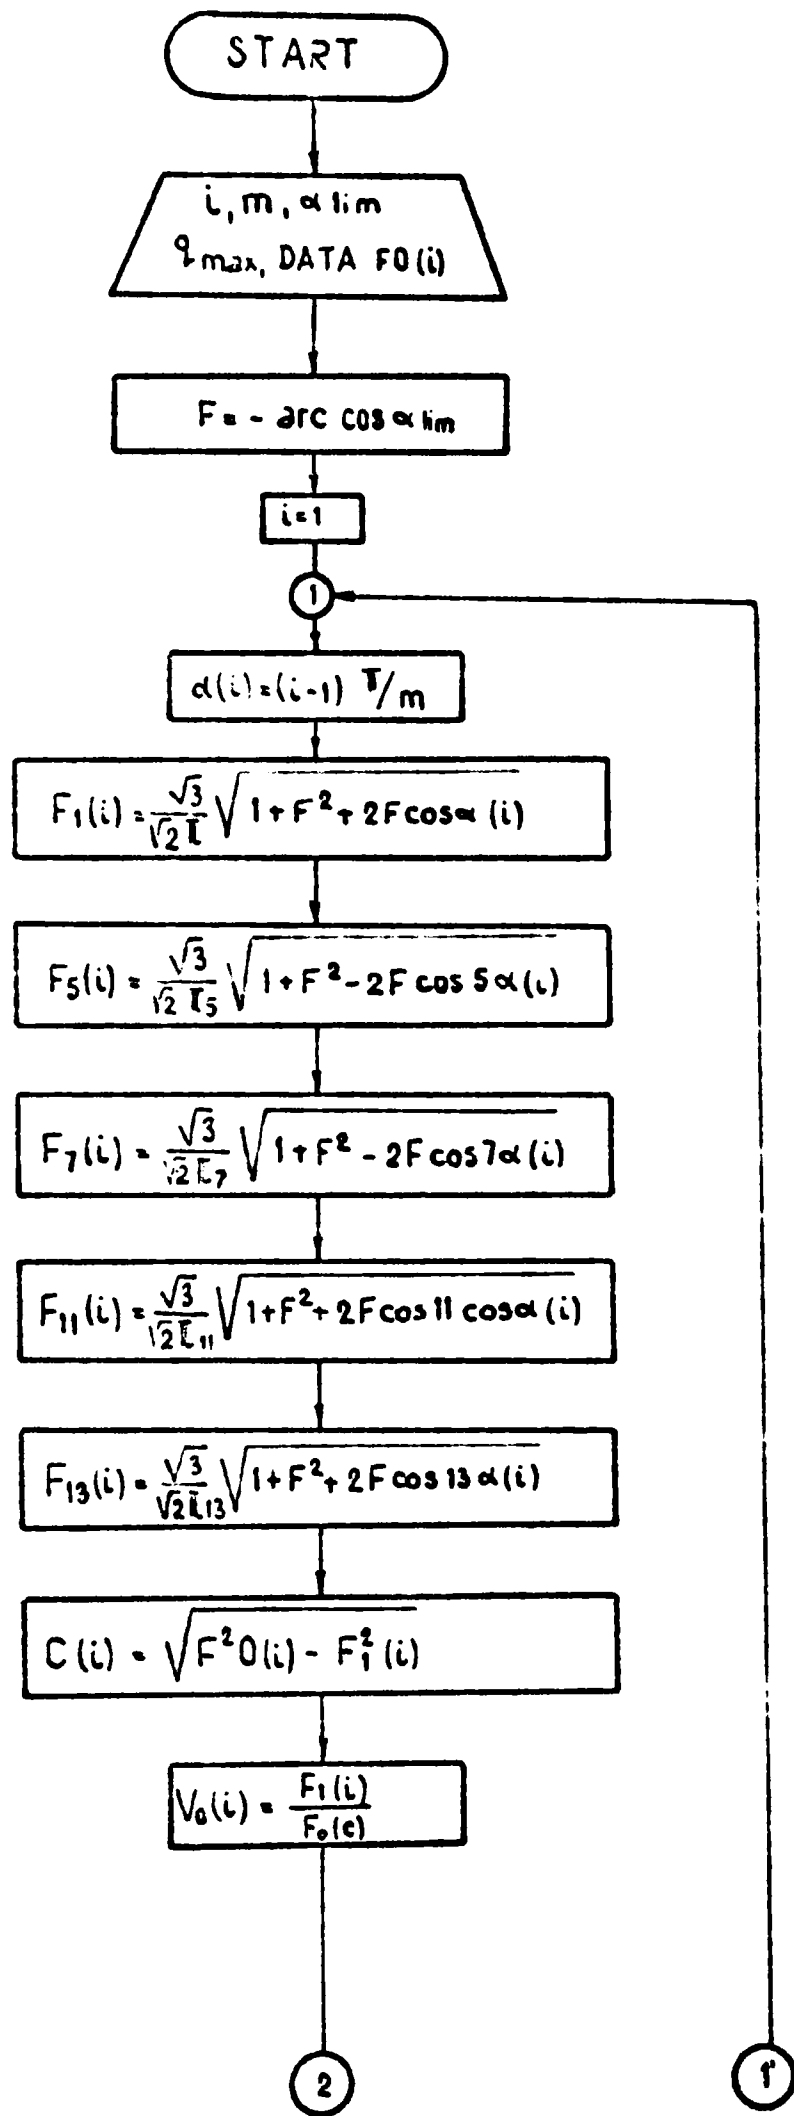 START
i, m, α lim
q max, DATA FO(i)
F = - arc cos α lim
i=1
1
α(i) = (i-1) π/m
F₁(i) = √3/√2 π √1 + F² + 2F cos α (i)
F₅(i) = √3/√2 π5 √1 + F² - 2F cos 5 α(i)
F₇(i) = √3/√2 π7 √1 + F² - 2F cos 7 α(i)
F₁₁(i) = √3/√2 π11 √1 + F² + 2F cos 11 cos α (i)
F₁₃(i) = √3/√2 π13 √1 + F² + 2F cos 13 α(i)
C(i) = √F²0(i) - F₁²(i)
V₀(i) = F₁(i)/F₀(c)
2
1'